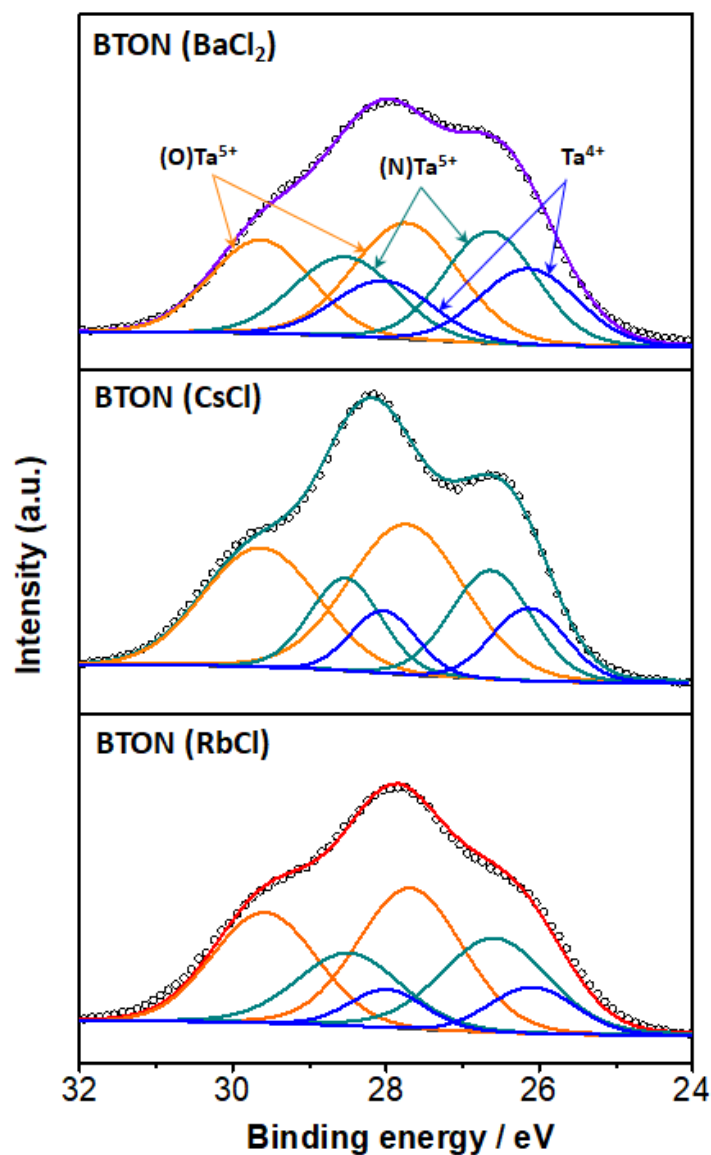 BTON (BaCl₂)
(O)Ta⁵⁺
(N)Ta⁵⁺
Ta⁴⁺
BTON (CsCl)
Intensity (a.u.)
BTON (RbCl)
32 30 28 26 24
Binding energy / eV